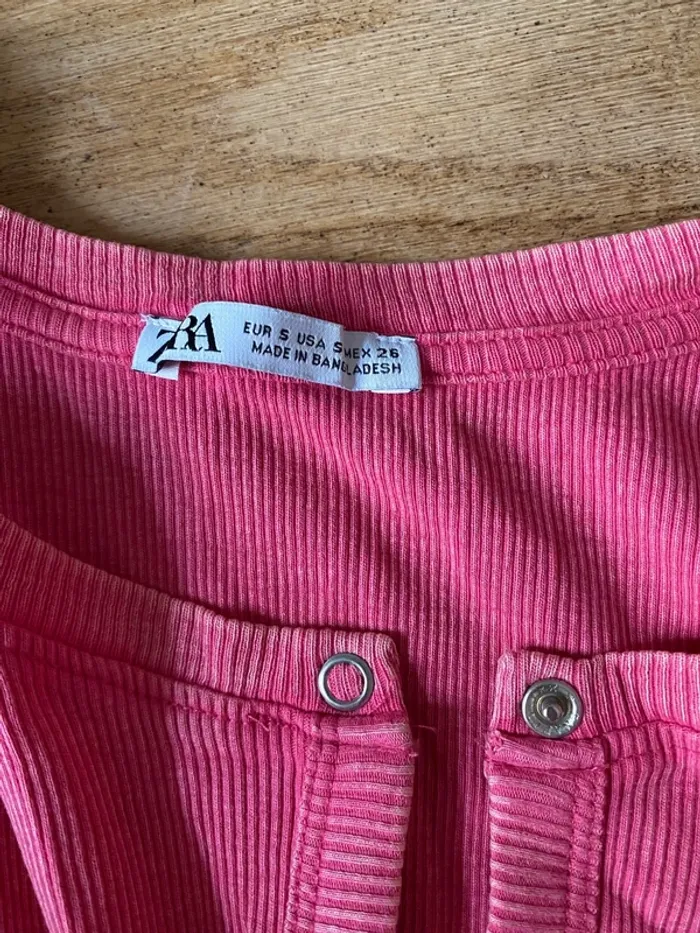 ZARA
EUR S USA S MEX 26
MADE IN BANGLADESH